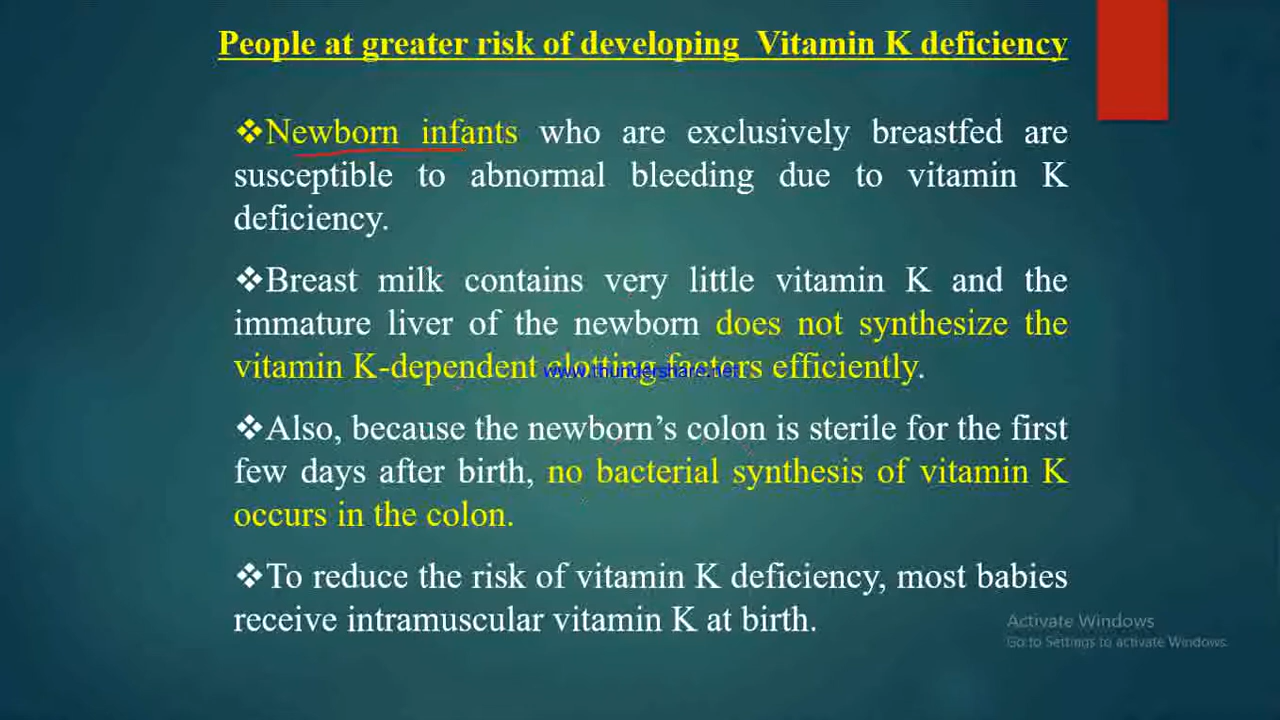 People at greater risk of developing Vitamin K deficiency
❖Newborn infants who are exclusively breastfed are
susceptible to abnormal bleeding due to vitamin K
deficiency.
❖Breast milk contains very little vitamin K and the
immature liver of the newborn does not synthesize the
vitamin K-dependent clotting factors efficiently.
www.thundershare.net
❖Also, because the newborn’s colon is sterile for the first
few days after birth, no bacterial synthesis of vitamin K
occurs in the colon.
❖To reduce the risk of vitamin K deficiency, most babies
receive intramuscular vitamin K at birth.
Activate Windows
Go to Settings to activate Windows.